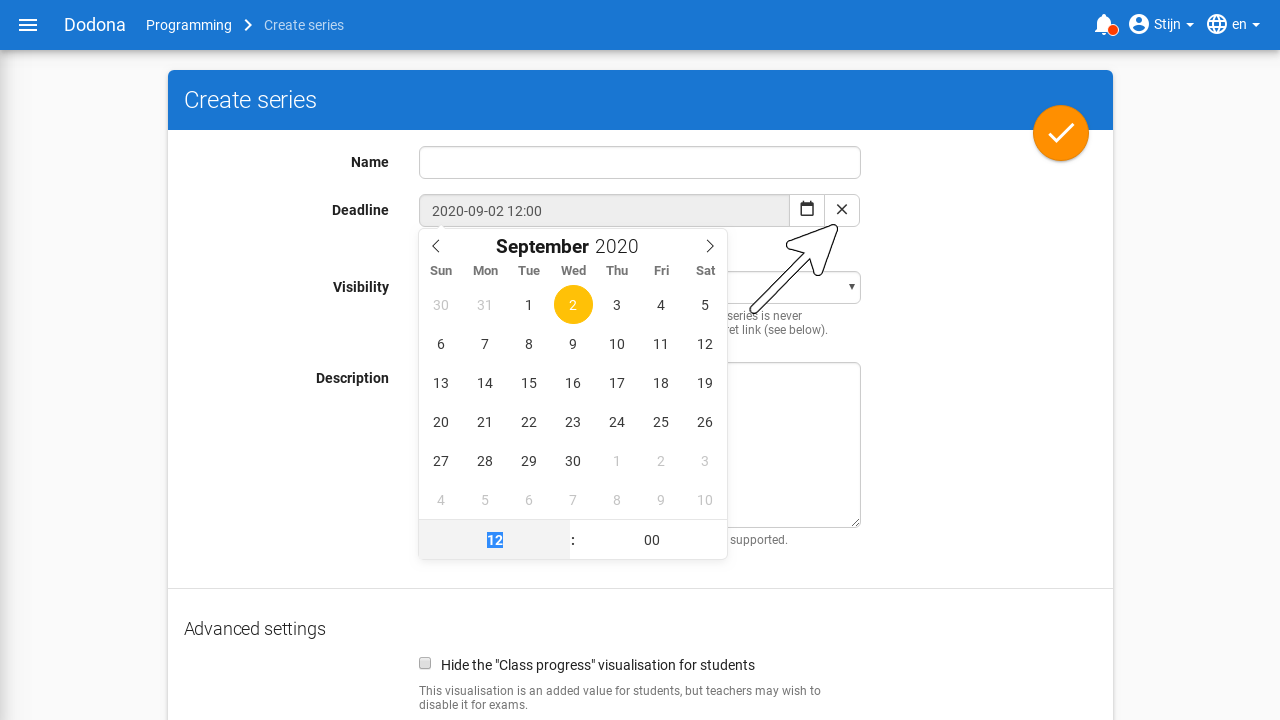 Dodona Programming Create series Stijn en
Create series
Name
Deadline 2020-09-02 12:00
September 2020
Sun Mon Tue Wed Thu Fri Sat
Visibility
30 31 1 2 3 4 5
series is never
6 7 8 9 10 11 12
link (see below).
Description
13 14 15 16 17 18 19
20 21 22 23 24 25 26
27 28 29 30 1 2 3
4 5 6 7 8 9 10
12 : 00
supported.
Advanced settings
Hide the "Class progress" visualisation for students
This visualisation is an added value for students, but teachers may wish to
disable it for exams.